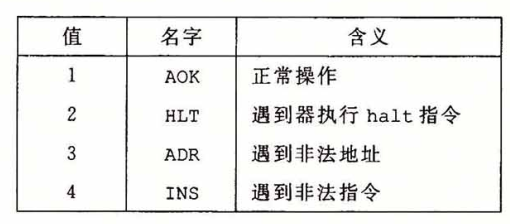 值 名字 含义
1 AOK 正常操作
2 HLT 遇到器执行 halt 指令
3 ADR 遇到非法地址
4 INS 遇到非法指令